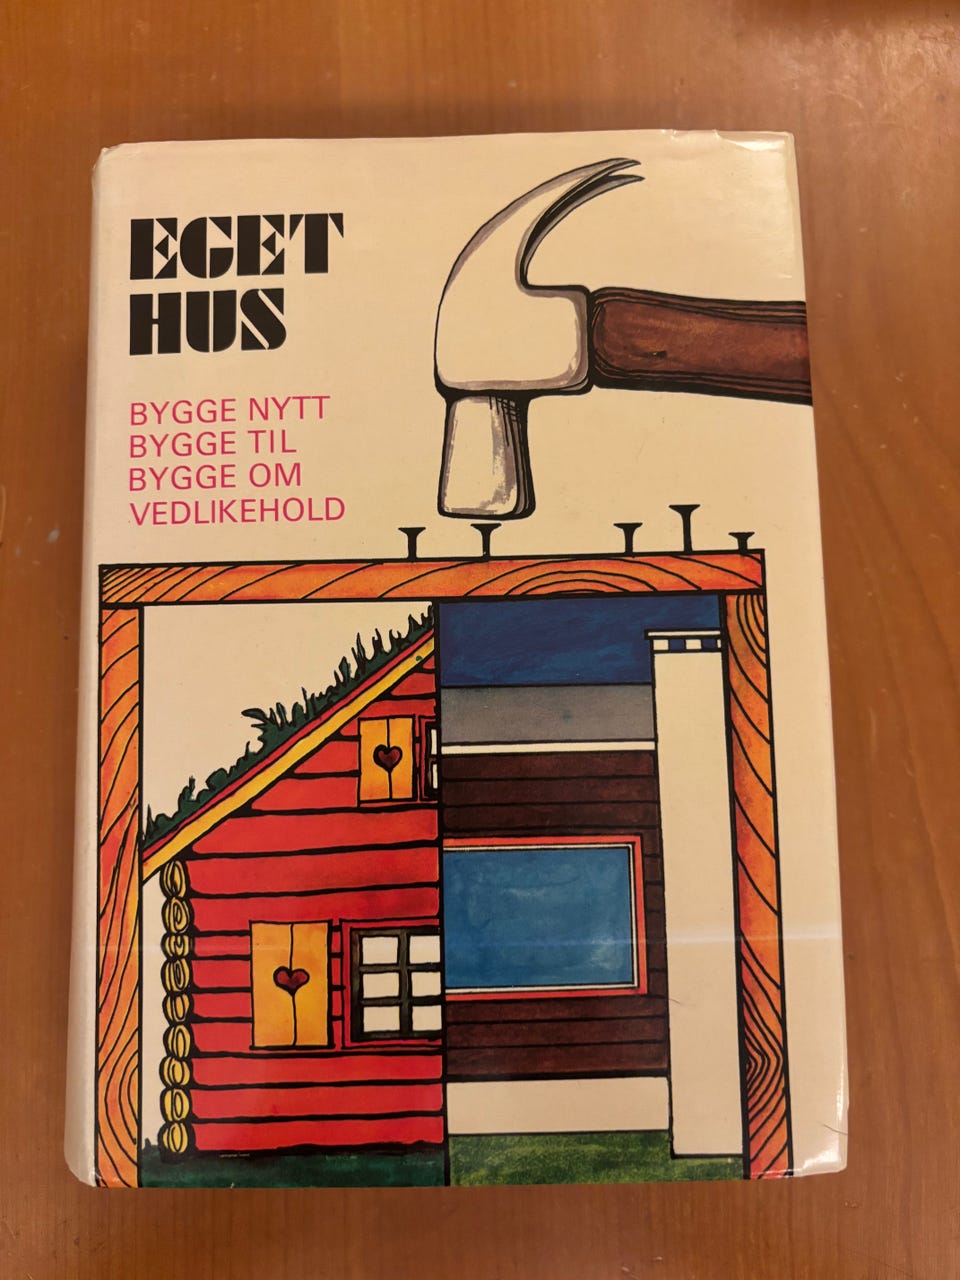 EGET
HUS
BYGGE NYTT
BYGGE TIL
BYGGE OM
VEDLIKEHOLD